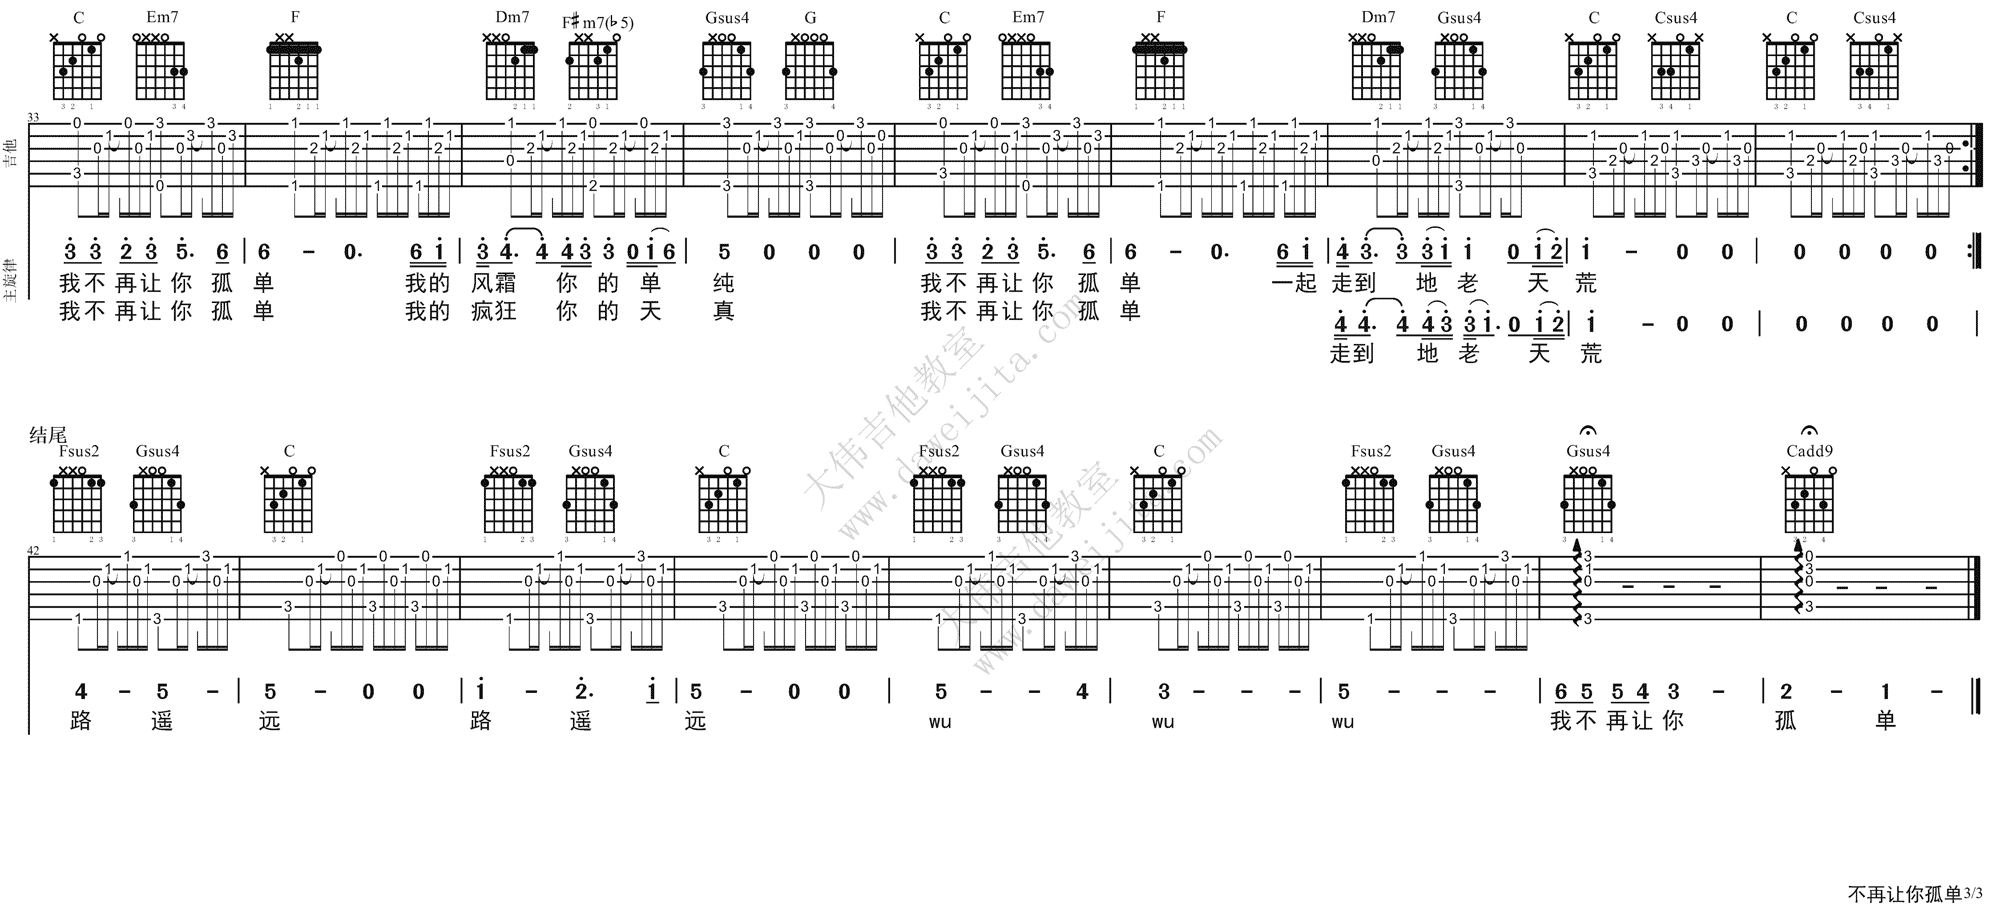 C Em7 F Dm7 F#m7(♭5) Gsus4 G C Em7 F Dm7 Gsus4 C Csus4 C Csus4
33
吉他
主旋律
3 3 2 3 5. 6 | 6 - 0. 6 1 | 3 4. 4 4 3 3 0 1 6 | 5 0 0 0 | 3 3 2 3 5. 6 | 6 - 0. 6 1 | 4 3. 3 3 1 1 0 1 2 | 1 - 0 0 | 0 0 0 0
我不再让你孤单 我的风霜 你的单纯 我不再让你孤单 一起走到 地老 天荒
我不再让你孤单 我的疯狂 你的天真 我不再让你孤单
4 4. 4 4 3 3 1. 0 1 2 | 1 - 0 0 | 0 0 0 0 |
走到 地老 天荒
结尾
Fsus2 Gsus4 C Fsus2 Gsus4 C Fsus2 Gsus4 C Fsus2 Gsus4 Gsus4 Cadd9
42
4 - 5 - | 5 - 0 0 | 1 - 2. 1 | 5 - 0 0 | 5 - - 4 | 3 - - - | 5 - - - | 6 5 5 4 3 - | 2 - 1 -
路 遥 远 路 遥 远 wu wu wu 我不再让你 孤 单
大伟吉他教室
www.daweijita.com
大伟吉他教室
www.daweijita.com
不再让你孤单3/3